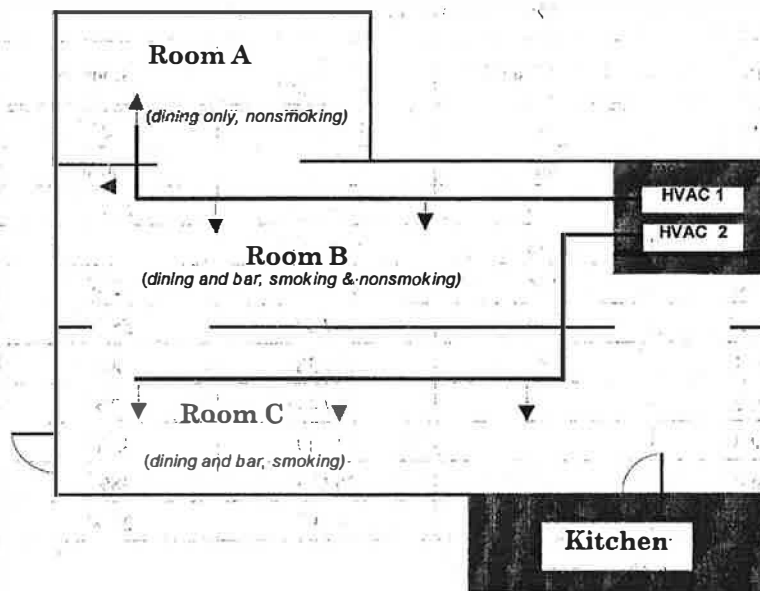 Room A
(dining only, nonsmoking)
HVAC 1
HVAC 2
Room B
(dining and bar, smoking & nonsmoking)
Room C
(dining and bar, smoking)
Kitchen